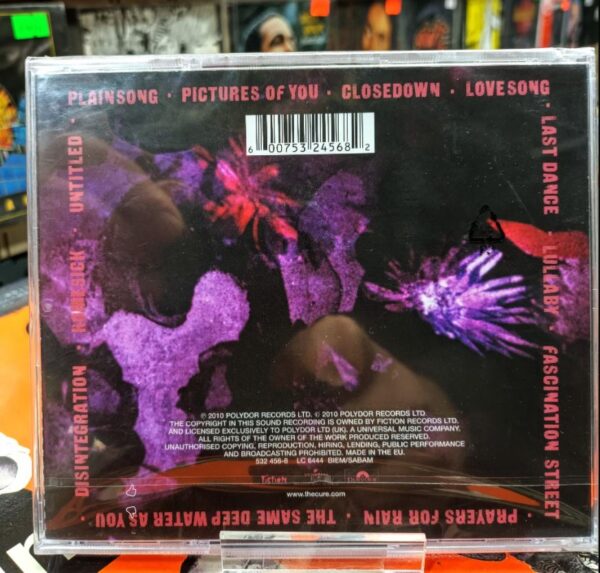 PLAINSONG · PICTURES OF YOU · CLOSEDOWN · LOVESONG
· LAST DANCE · LULLABY · FASCINATION STREET
· PRAYERS FOR RAIN · THE SAME DEEP WATER AS YOU ·
DISINTEGRATION · HOMESICK · UNTITLED ·
6 00753 24568 2
℗ 2010 POLYDOR RECORDS LTD. © 2010 POLYDOR RECORDS LTD.
THE COPYRIGHT IN THIS SOUND RECORDING IS OWNED BY FICTION RECORDS LTD.
AND LICENSED EXCLUSIVELY TO POLYDOR LTD (UK). A UNIVERSAL MUSIC COMPANY.
ALL RIGHTS OF THE OWNER OF THE WORK PRODUCED RESERVED.
UNAUTHORISED COPYING, REPRODUCTION, HIRING, LENDING, PUBLIC PERFORMANCE
AND BROADCASTING PROHIBITED. MADE IN THE EU.
532 456-8 LC 6444 BIEM/SABAM
Fiction
www.thecure.com